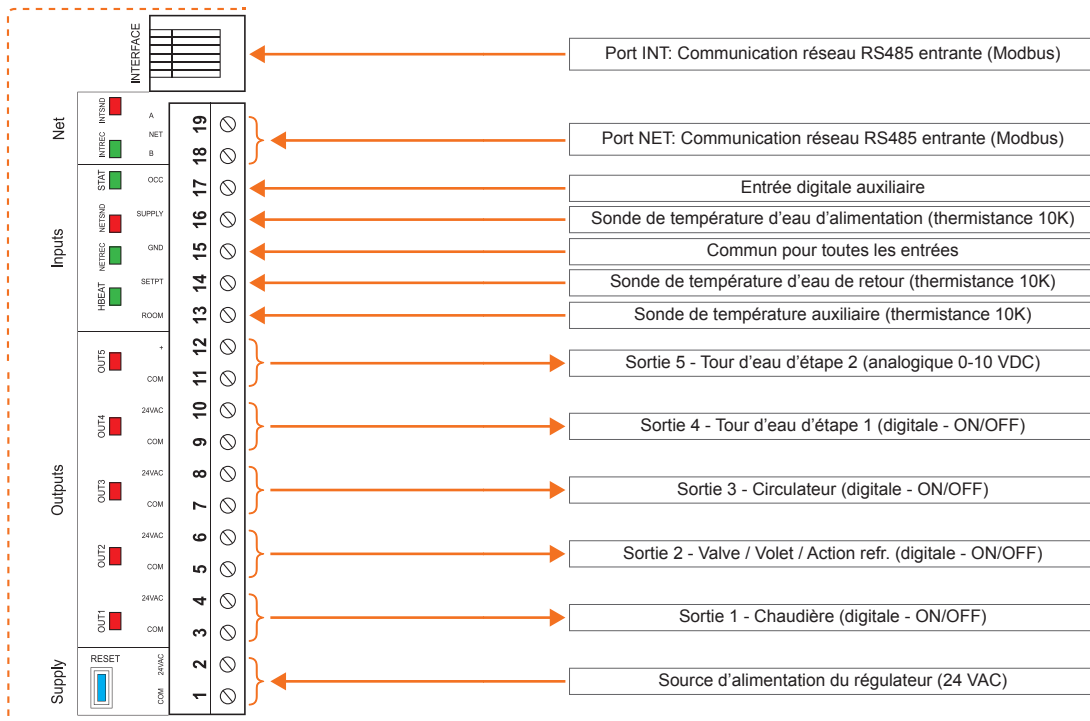 INTERFACE
Port INT: Communication réseau RS485 entrante (Modbus)
Net
INTSND
INTREC
A
NET
B
19
18
Port NET: Communication réseau RS485 entrante (Modbus)
Inputs
STAT
NETSND
NETREC
HBEAT
OCC
17
Entrée digitale auxiliaire
SUPPLY
16
Sonde de température d'eau d'alimentation (thermistance 10K)
GND
15
Commun pour toutes les entrées
SETPT
14
Sonde de température d'eau de retour (thermistance 10K)
ROOM
13
Sonde de température auxiliaire (thermistance 10K)
Outputs
OUT5
+
COM
12
11
Sortie 5 - Tour d'eau d'étape 2 (analogique 0-10 VDC)
OUT4
24VAC
COM
10
9
Sortie 4 - Tour d'eau d'étape 1 (digitale - ON/OFF)
OUT3
24VAC
COM
8
7
Sortie 3 - Circulateur (digitale - ON/OFF)
OUT2
24VAC
COM
6
5
Sortie 2 - Valve / Volet / Action refr. (digitale - ON/OFF)
OUT1
24VAC
COM
4
3
Sortie 1 - Chaudière (digitale - ON/OFF)
Supply
RESET
24VAC
COM
2
1
Source d'alimentation du régulateur (24 VAC)